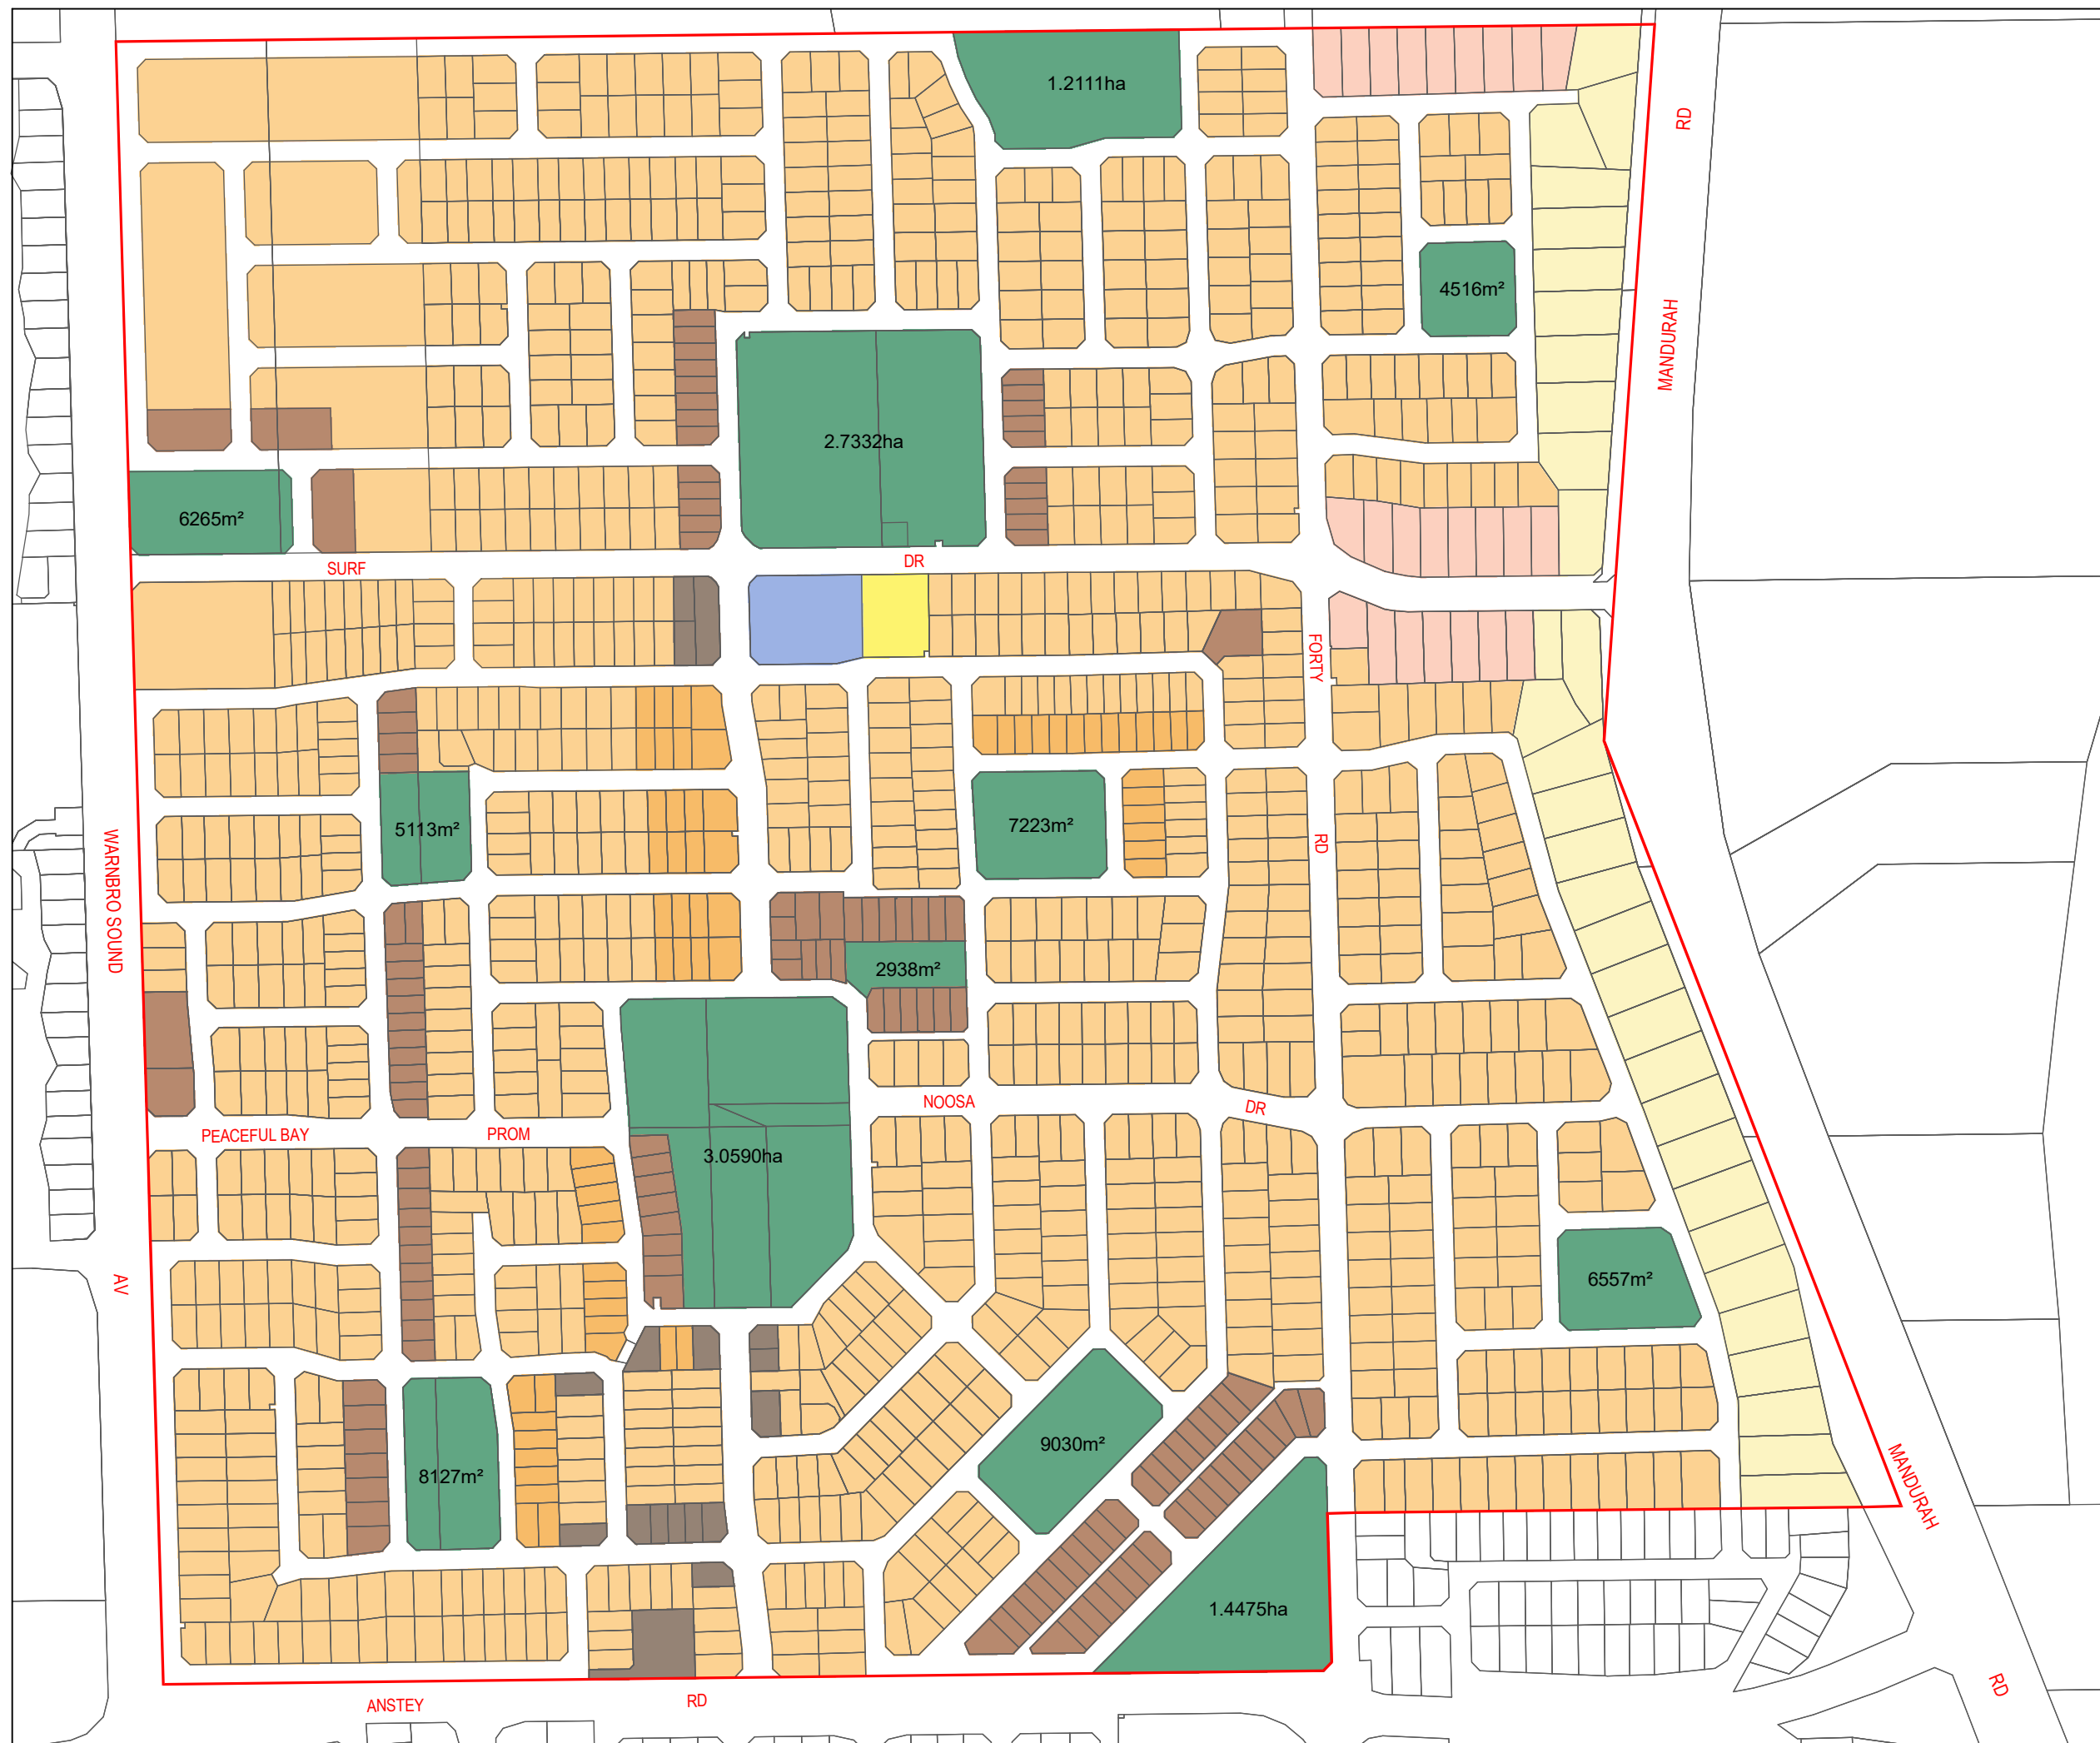 1.2111ha
RD
4516m²
MANDURAH
2.7332ha
6265m²
SURF
DR
FORTY
RD
5113m²
7223m²
WARNBRO SOUND
AV
2938m²
NOOSA
DR
PEACEFUL BAY
PROM
3.0590ha
6557m²
9030m²
8127m²
MANDURAH
RD
1.4475ha
ANSTEY
RD